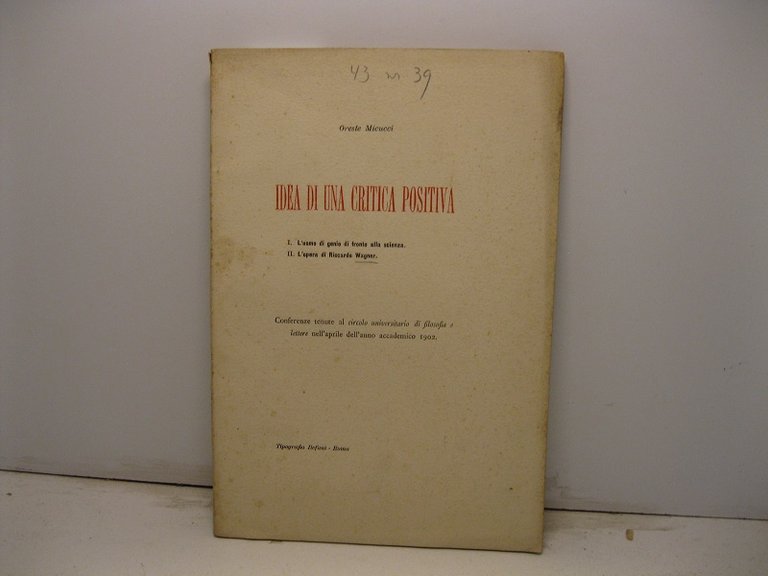 43 m 39
Oreste Micucci
IDEA DI UNA CRITICA POSITIVA
I. L'uomo di genio di fronte alla scienza.
II. L'opera di Riccardo Wagner.
Conferenze tenute al circolo universitario di filosofia e
lettere nell'aprile dell'anno accademico 1902.
Tipografia Befani - Roma